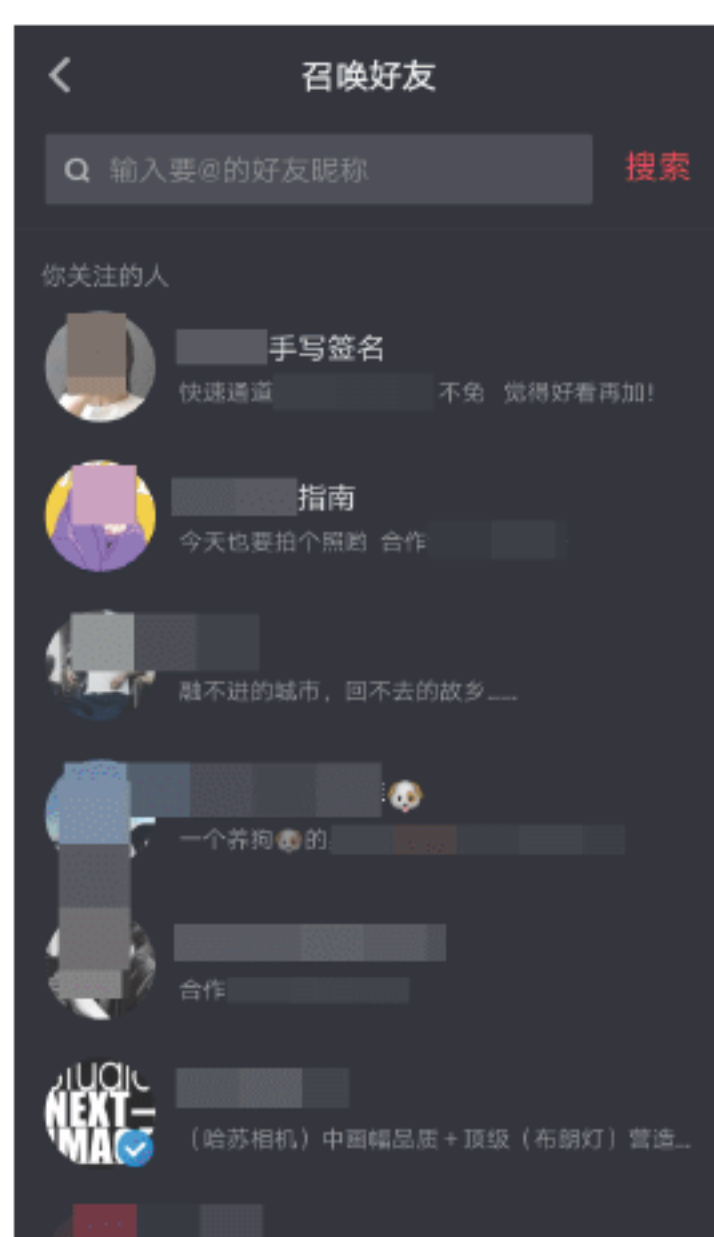 召唤好友
输入要@的好友昵称
搜索
你关注的人
手写签名
快速通道 不免 觉得好看再加!
指南
今天也要拍个照哟 合作
融不进的城市，回不去的故乡……
🐶
一个养狗🐶的
合作
NEXT–
IMA
（哈苏相机）中画幅品质+顶级（布朗灯）营造...